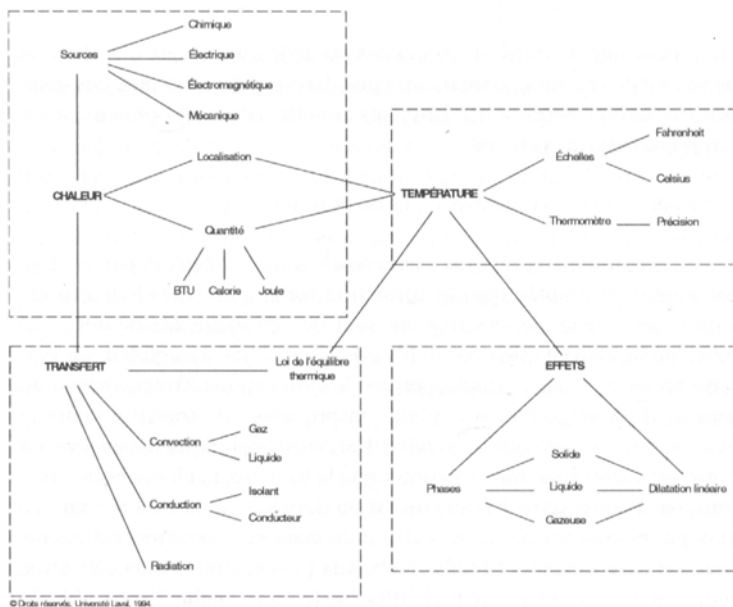 Chimique
Sources
Électrique
Électromagnétique
Mécanique
Localisation
CHALEUR
Quantité
BTU
Calorie
Joule
TEMPÉRATURE
Échelles
Fahrenheit
Celsius
Thermomètre
Précision
TRANSFERT
Loi de l'équilibre
thermique
Convection
Gaz
Liquide
Conduction
Isolant
Conducteur
Radiation
EFFETS
Phases
Solide
Liquide
Gazeuse
Dilatation linéaire
© Droits réservés, Université Laval, 1994